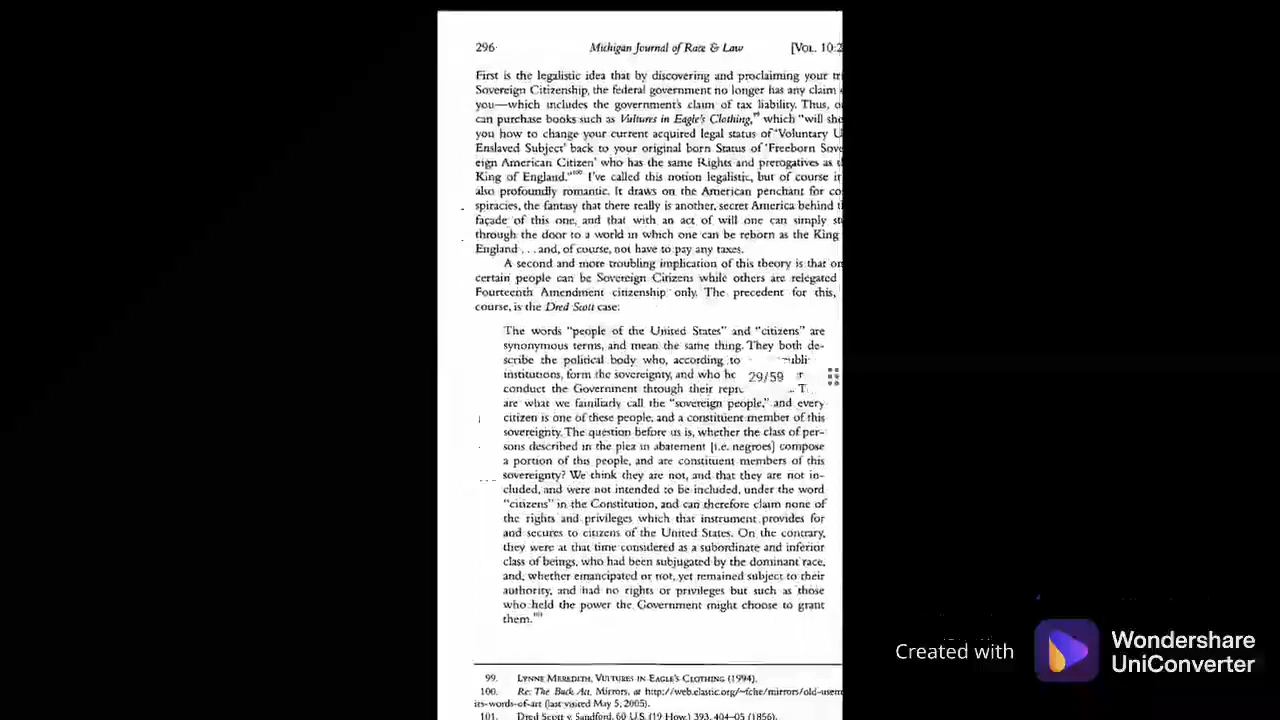 296
Michigan Journal of Race & Law
[VOL. 10:2
First is the legalistic idea that by discovering and proclaiming your
Sovereign Citizenship, the federal government no longer has any claim
you—which includes the government's claim of tax liability. Thus,
can purchase books such as Vultures in Eagle's Clothing,99 which "will
you how to change your current acquired legal status of 'Voluntary
Enslaved Subject' back to your original born Status of 'Freeborn Sove
eign American Citizen' who has the same Rights and prerogatives as
King of England."100 I've called this notion legalistic, but of course
also profoundly romantic. It draws on the American penchant for
spiracies, the fantasy that there really is another, secret America behind
façade of this one, and that with an act of will one can simply
through the door to a world in which one can be reborn as the King
England . . . and, of course, not have to pay any taxes.
A second and more troubling implication of this theory is that
certain people can be Sovereign Citizens while others are relegated
Fourteenth Amendment citizenship only. The precedent for this,
course, is the Dred Scott case:
The words "people of the United States" and "citizens" are
synonymous terms, and mean the same thing. They both de-
scribe the political body who, according to
institutions, form the sovereignty, and who
29/59
conduct the Government through their
are what we familiarly call the "sovereign people," and every
citizen is one of these people, and a constituent member of this
sovereignty. The question before us is, whether the class of per-
sons described in the plea in abatement [i.e. negroes] compose
a portion of this people, and are constituent members of this
sovereignty? We think they are not, and that they are not in-
cluded, and were not intended to be included, under the word
"citizens" in the Constitution, and can therefore claim none of
the rights and privileges which that instrument provides for
and secures to citizens of the United States. On the contrary,
they were at that time considered as a subordinate and inferior
class of beings, who had been subjugated by the dominant race,
and, whether emancipated or not, yet remained subject to their
authority, and had no rights or privileges but such as those
who held the power the Government might choose to grant
them.101
99. LYNNE MEREDITH, VULTURES IN EAGLE'S CLOTHING (1994).
100. Re: The Buck Act, Mirrors, at http://web.elastic.org/~fche/mirrors/old-usenet
its-words-of-art (last visited May 5, 2005).
101. Dred Scott v. Sandford, 60 U.S. (19 How.) 393, 404–05 (1856).
Created with
Wondershare
UniConverter